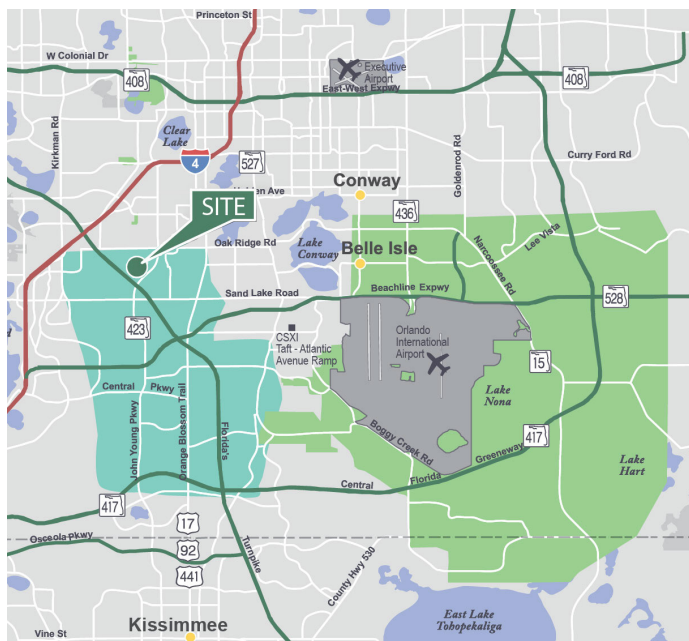 Princeton St
W Colonial Dr
Executive
Airport
408
East-West Expwy
408
Kirkman Rd
Clear
Lake
4
527
Goldenrod Rd
Curry Ford Rd
Conway
SITE
436
Oak Ridge Rd
Lake
Conway
Belle Isle
Narcoossee Rd
Lee Vista
Sand Lake Road
Beachline Expwy
528
423
CSXI
Taft - Atlantic
Avenue Ramp
Orlando
International
Airport
15
Central Pkwy
Lake
Nona
John Young Pkwy
Orange Blossom Trail
Florida's
Boggy Creek Rd
417
Greeneway
Lake
Hart
Central Florida
417
17
Osceola Pkwy
92
Turnpike
441
County Hwy 530
Kissimmee
Vine St
East Lake
Tohopekaliga